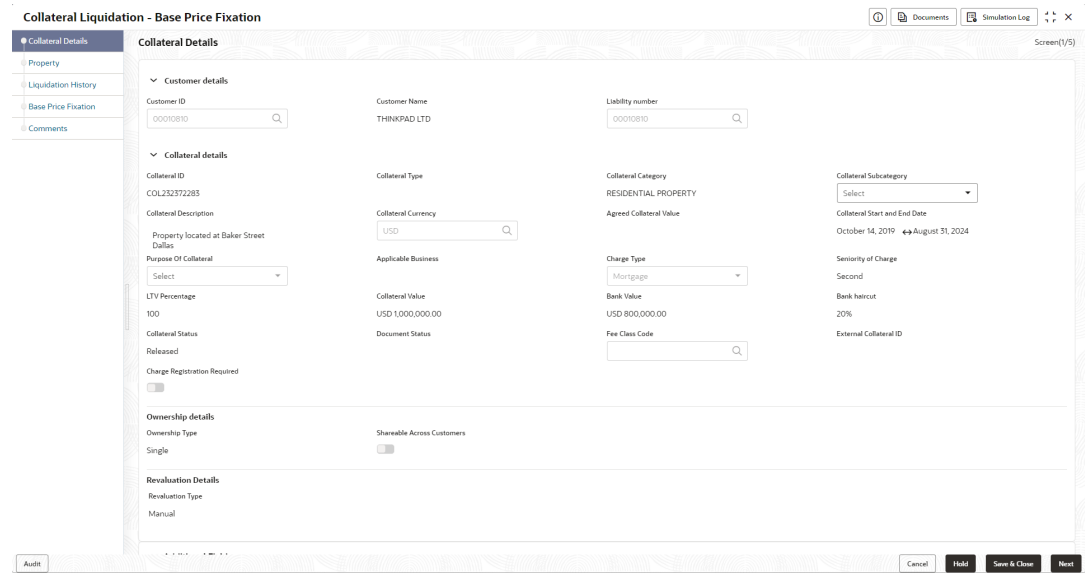 Collateral Liquidation - Base Price Fixation
Documents
Simulation Log
Collateral Details
Property
Liquidation History
Base Price Fixation
Comments
Collateral Details
Screen(1/5)
Customer details
Customer ID
Customer Name
Liability number
00010810
THINKPAD LTD
00010810
Collateral details
Collateral ID
Collateral Type
Collateral Category
Collateral Subcategory
COL232372283
RESIDENTIAL PROPERTY
Select
Collateral Description
Collateral Currency
Agreed Collateral Value
Collateral Start and End Date
Property located at Baker Street
Dallas
USD
October 14, 2019 ↔ August 31, 2024
Purpose Of Collateral
Applicable Business
Charge Type
Seniority of Charge
Select
Mortgage
Second
LTV Percentage
Collateral Value
Bank Value
Bank haircut
100
USD 1,000,000.00
USD 800,000.00
20%
Collateral Status
Document Status
Fee Class Code
External Collateral ID
Released
Charge Registration Required
Ownership details
Ownership Type
Shareable Across Customers
Single
Revaluation Details
Revaluation Type
Manual
Audit
Cancel
Hold
Save & Close
Next